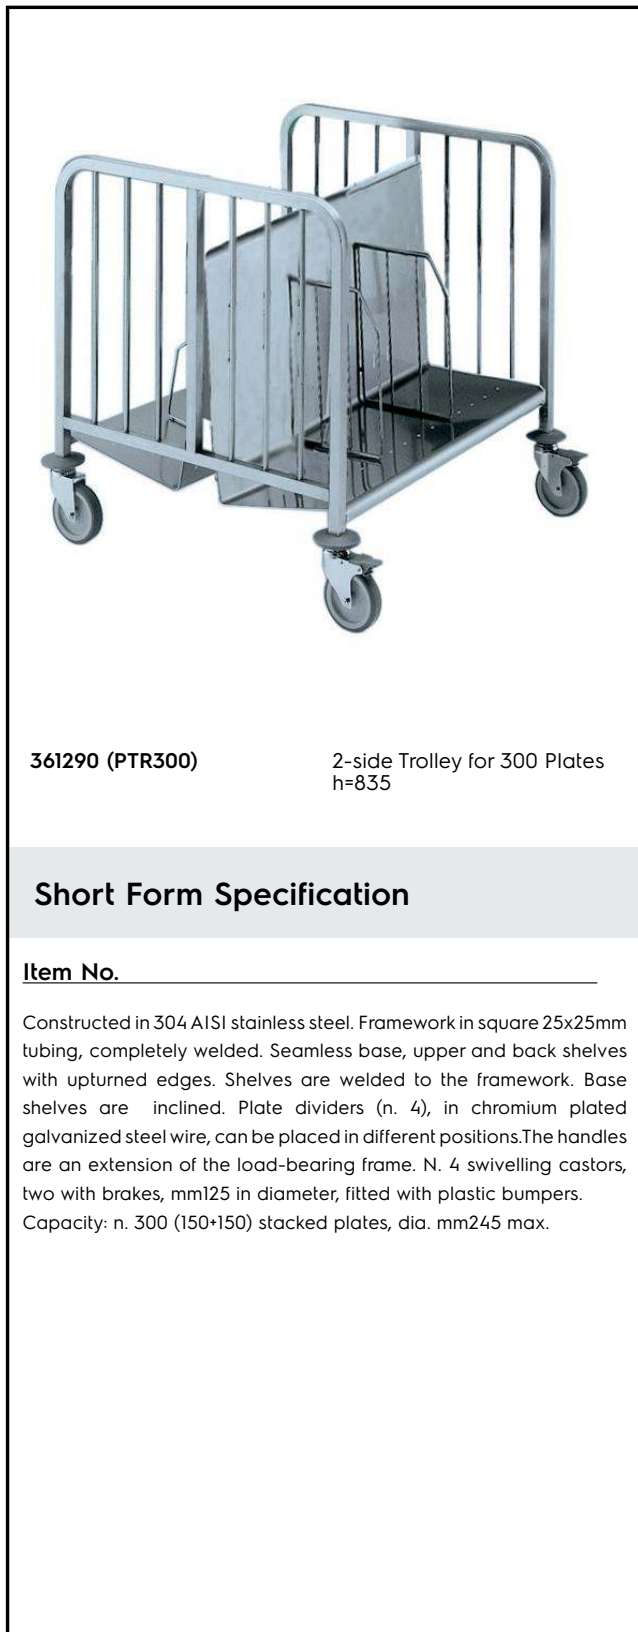 361290 (PTR300)
2-side Trolley for 300 Plates
h=835
Short Form Specification
Item No.
Constructed in 304 AISI stainless steel. Framework in square 25x25mm
tubing, completely welded. Seamless base, upper and back shelves
with upturned edges. Shelves are welded to the framework. Base
shelves are inclined. Plate dividers (n. 4), in chromium plated
galvanized steel wire, can be placed in different positions.The handles
are an extension of the load-bearing frame. N. 4 swivelling castors,
two with brakes, mm125 in diameter, fitted with plastic bumpers.
Capacity: n. 300 (150+150) stacked plates, dia. mm245 max.